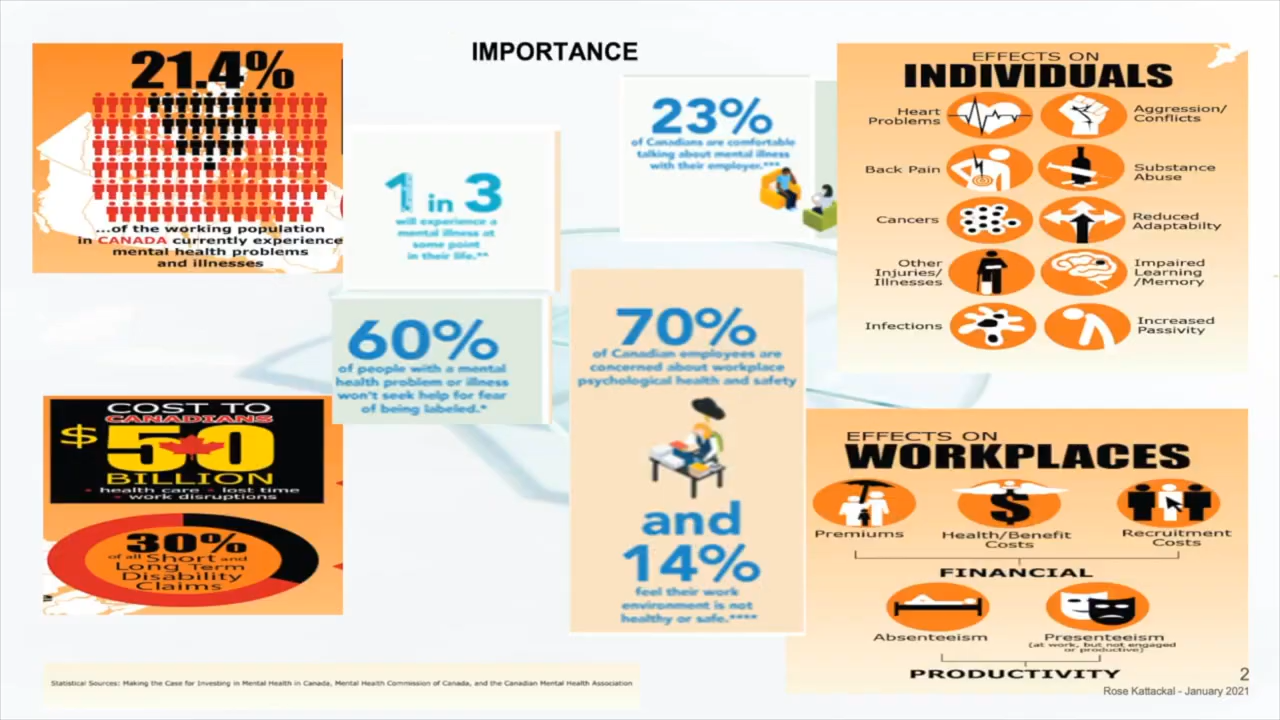 IMPORTANCE
21.4%
...of the working population
in CANADA currently experience
mental health problems
and illnesses
1 in 3
will experience a
mental illness at
some point
in their life.**
23%
of Canadians are comfortable
talking about mental illness
with their employer.***
60%
of people with a mental
health problem or illness
won't seek help for fear
of being labeled.*
70%
of Canadian employees are
concerned about workplace
psychological health and safety
and
14%
feel their work
environment is not
healthy or safe.****
COST TO
CANADIANS
$50
BILLION
• health care • lost time
• work disruptions
30%
of all Short and
Long Term
Disability
Claims
EFFECTS ON
INDIVIDUALS
Heart
Problems
Aggression/
Conflicts
Back Pain
Substance
Abuse
Cancers
Reduced
Adaptabilty
Other
Injuries/
Illnesses
Impaired
Learning
/Memory
Infections
Increased
Passivity
EFFECTS ON
WORKPLACES
Premiums
Health/Benefit
Costs
Recruitment
Costs
FINANCIAL
Absenteeism
Presenteeism
(at work, but not engaged
or productive)
PRODUCTIVITY
Statistical Sources: Making the Case for Investing in Mental Health in Canada, Mental Health Commission of Canada, and the Canadian Mental Health Association
2
Rose Kattackal - January 2021